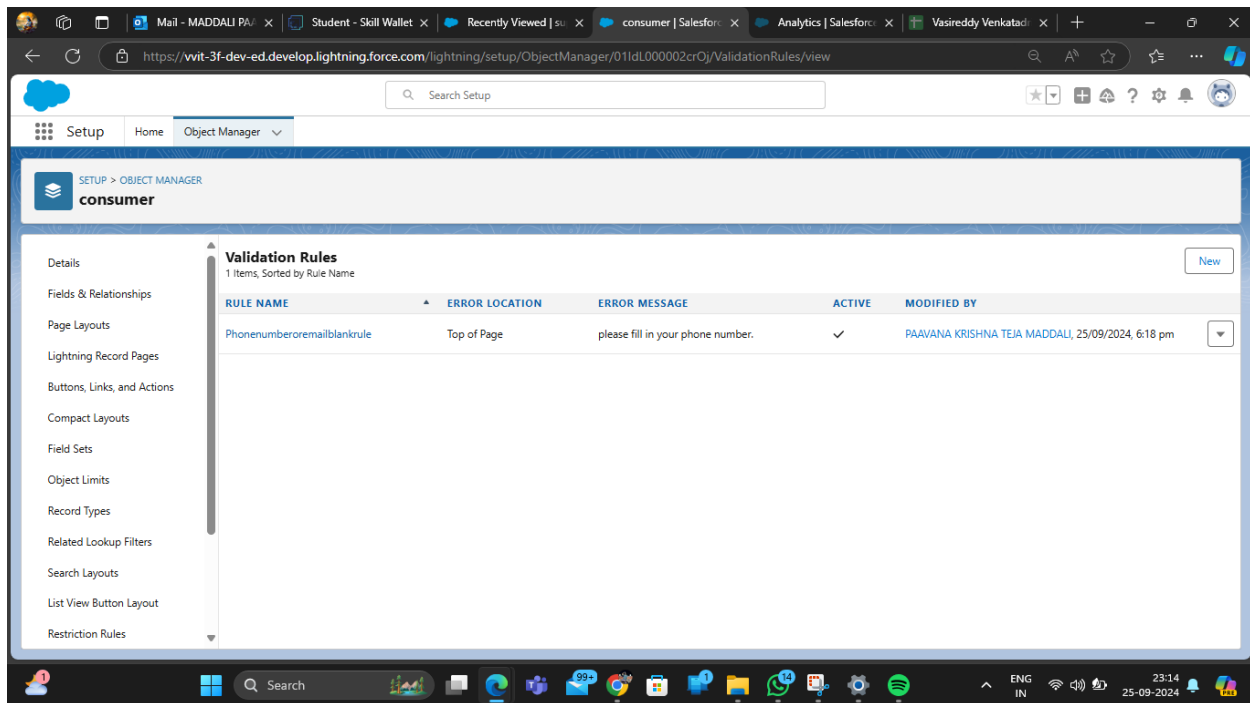 Mail - MADDALI PAA
Student - Skill Wallet
Recently Viewed | su
consumer | Salesforc
Analytics | Salesforc
Vasireddy Venkatadr
https://vvit-3f-dev-ed.develop.lightning.force.com/lightning/setup/ObjectManager/01IdL000002crOj/ValidationRules/view
Search Setup
Setup
Home
Object Manager
SETUP > OBJECT MANAGER
consumer
Details
Fields & Relationships
Page Layouts
Lightning Record Pages
Buttons, Links, and Actions
Compact Layouts
Field Sets
Object Limits
Record Types
Related Lookup Filters
Search Layouts
List View Button Layout
Restriction Rules
Validation Rules
1 Items, Sorted by Rule Name
New
RULE NAME ERROR LOCATION ERROR MESSAGE ACTIVE MODIFIED BY
Phonenumberoremailblankrule Top of Page please fill in your phone number. PAAVANA KRISHNA TEJA MADDALI, 25/09/2024, 6:18 pm
1
Search
99+
1
14
ENG
IN
23:14
25-09-2024
PRE